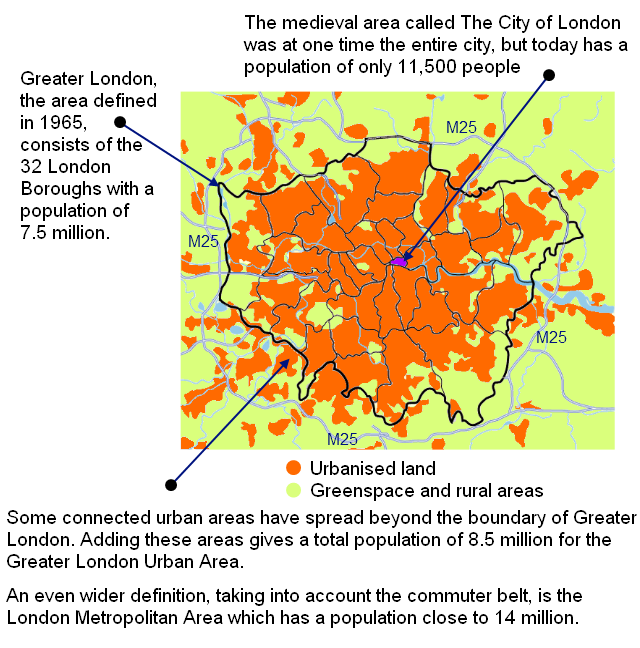 The medieval area called The City of London
was at one time the entire city, but today has a
population of only 11,500 people
Greater London,
the area defined
in 1965,
consists of the
32 London
Boroughs with a
population of
7.5 million.
M25
M25
M25
M25
Urbanised land
Greenspace and rural areas
Some connected urban areas have spread beyond the boundary of Greater
London. Adding these areas gives a total population of 8.5 million for the
Greater London Urban Area.
An even wider definition, taking into account the commuter belt, is the
London Metropolitan Area which has a population close to 14 million.